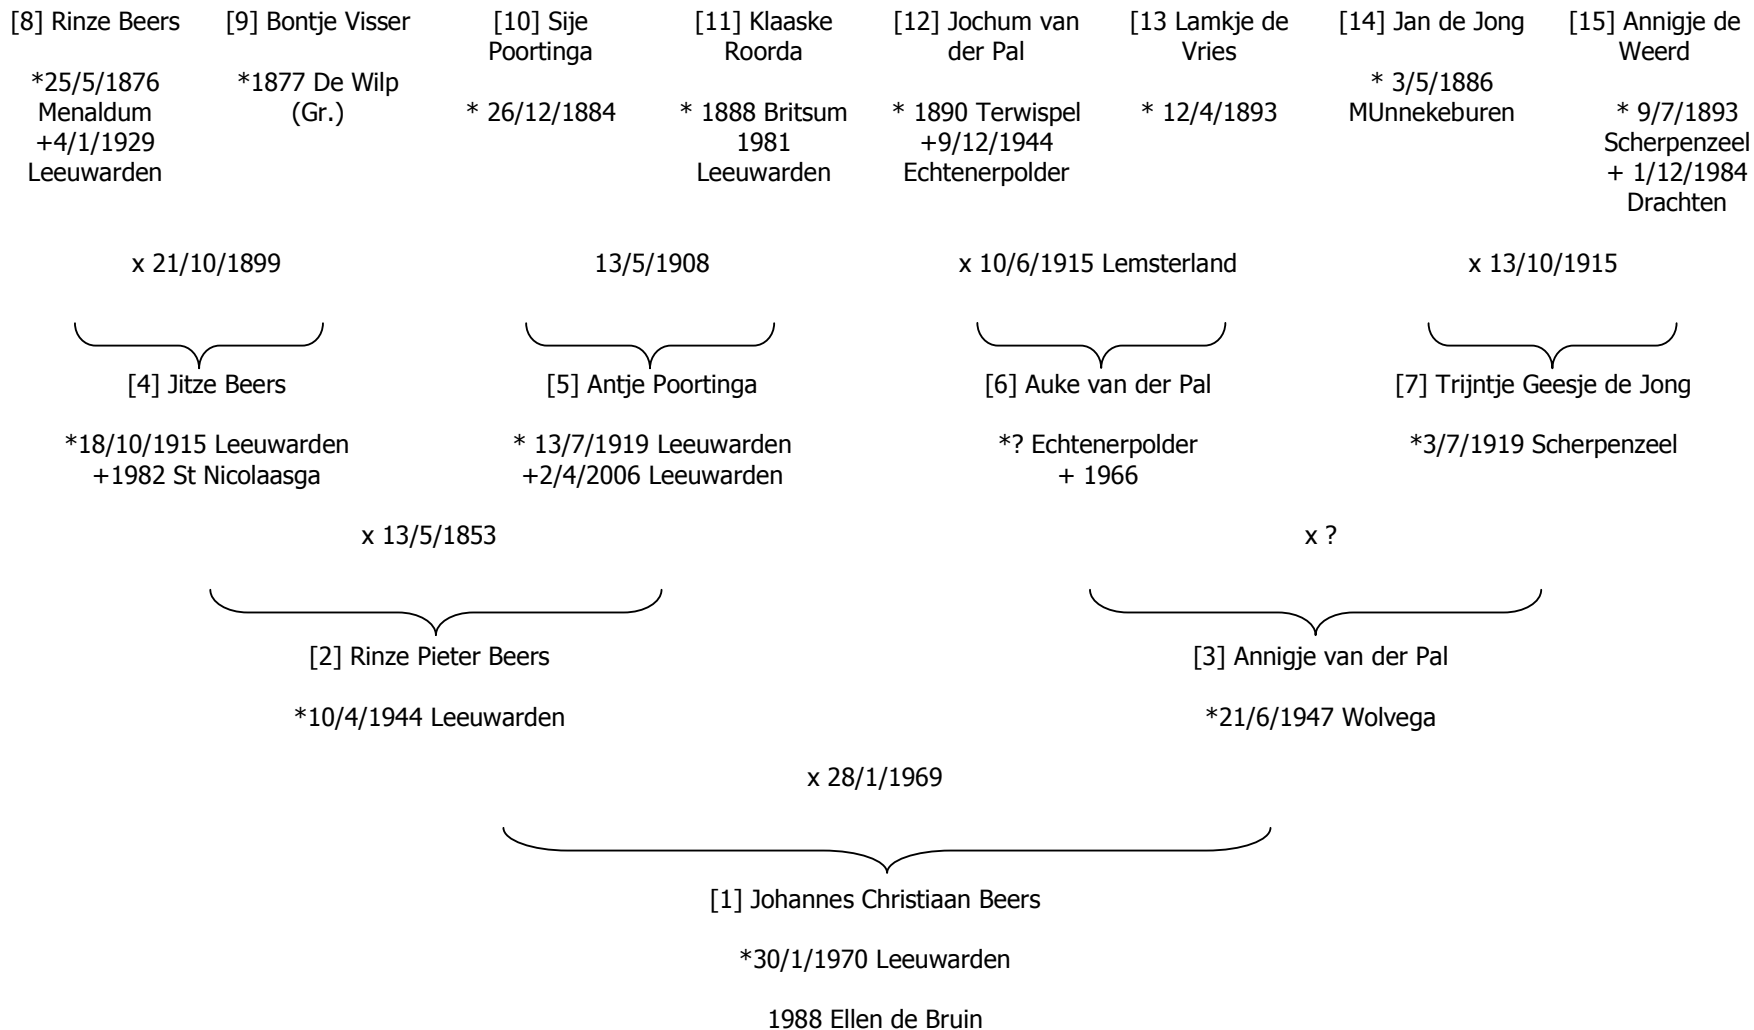 [8] Rinze Beers
*25/5/1876
Menaldum
+4/1/1929
Leeuwarden
[9] Bontje Visser
*1877 De Wilp
(Gr.)
[10] Sije
Poortinga
* 26/12/1884
[11] Klaaske
Roorda
* 1888 Britsum
1981
Leeuwarden
[12] Jochum van
der Pal
* 1890 Terwispel
+9/12/1944
Echtenerpolder
[13 Lamkje de
Vries
* 12/4/1893
[14] Jan de Jong
* 3/5/1886
MUnnekeburen
[15] Annigje de
Weerd
* 9/7/1893
Scherpenzeel
+ 1/12/1984
Drachten
x 21/10/1899
13/5/1908
x 10/6/1915 Lemsterland
x 13/10/1915
[4] Jitze Beers
*18/10/1915 Leeuwarden
+1982 St Nicolaasga
[5] Antje Poortinga
* 13/7/1919 Leeuwarden
+2/4/2006 Leeuwarden
[6] Auke van der Pal
*? Echtenerpolder
+ 1966
[7] Trijntje Geesje de Jong
*3/7/1919 Scherpenzeel
x 13/5/1853
x ?
[2] Rinze Pieter Beers
*10/4/1944 Leeuwarden
[3] Annigje van der Pal
*21/6/1947 Wolvega
x 28/1/1969
[1] Johannes Christiaan Beers
*30/1/1970 Leeuwarden
1988 Ellen de Bruin